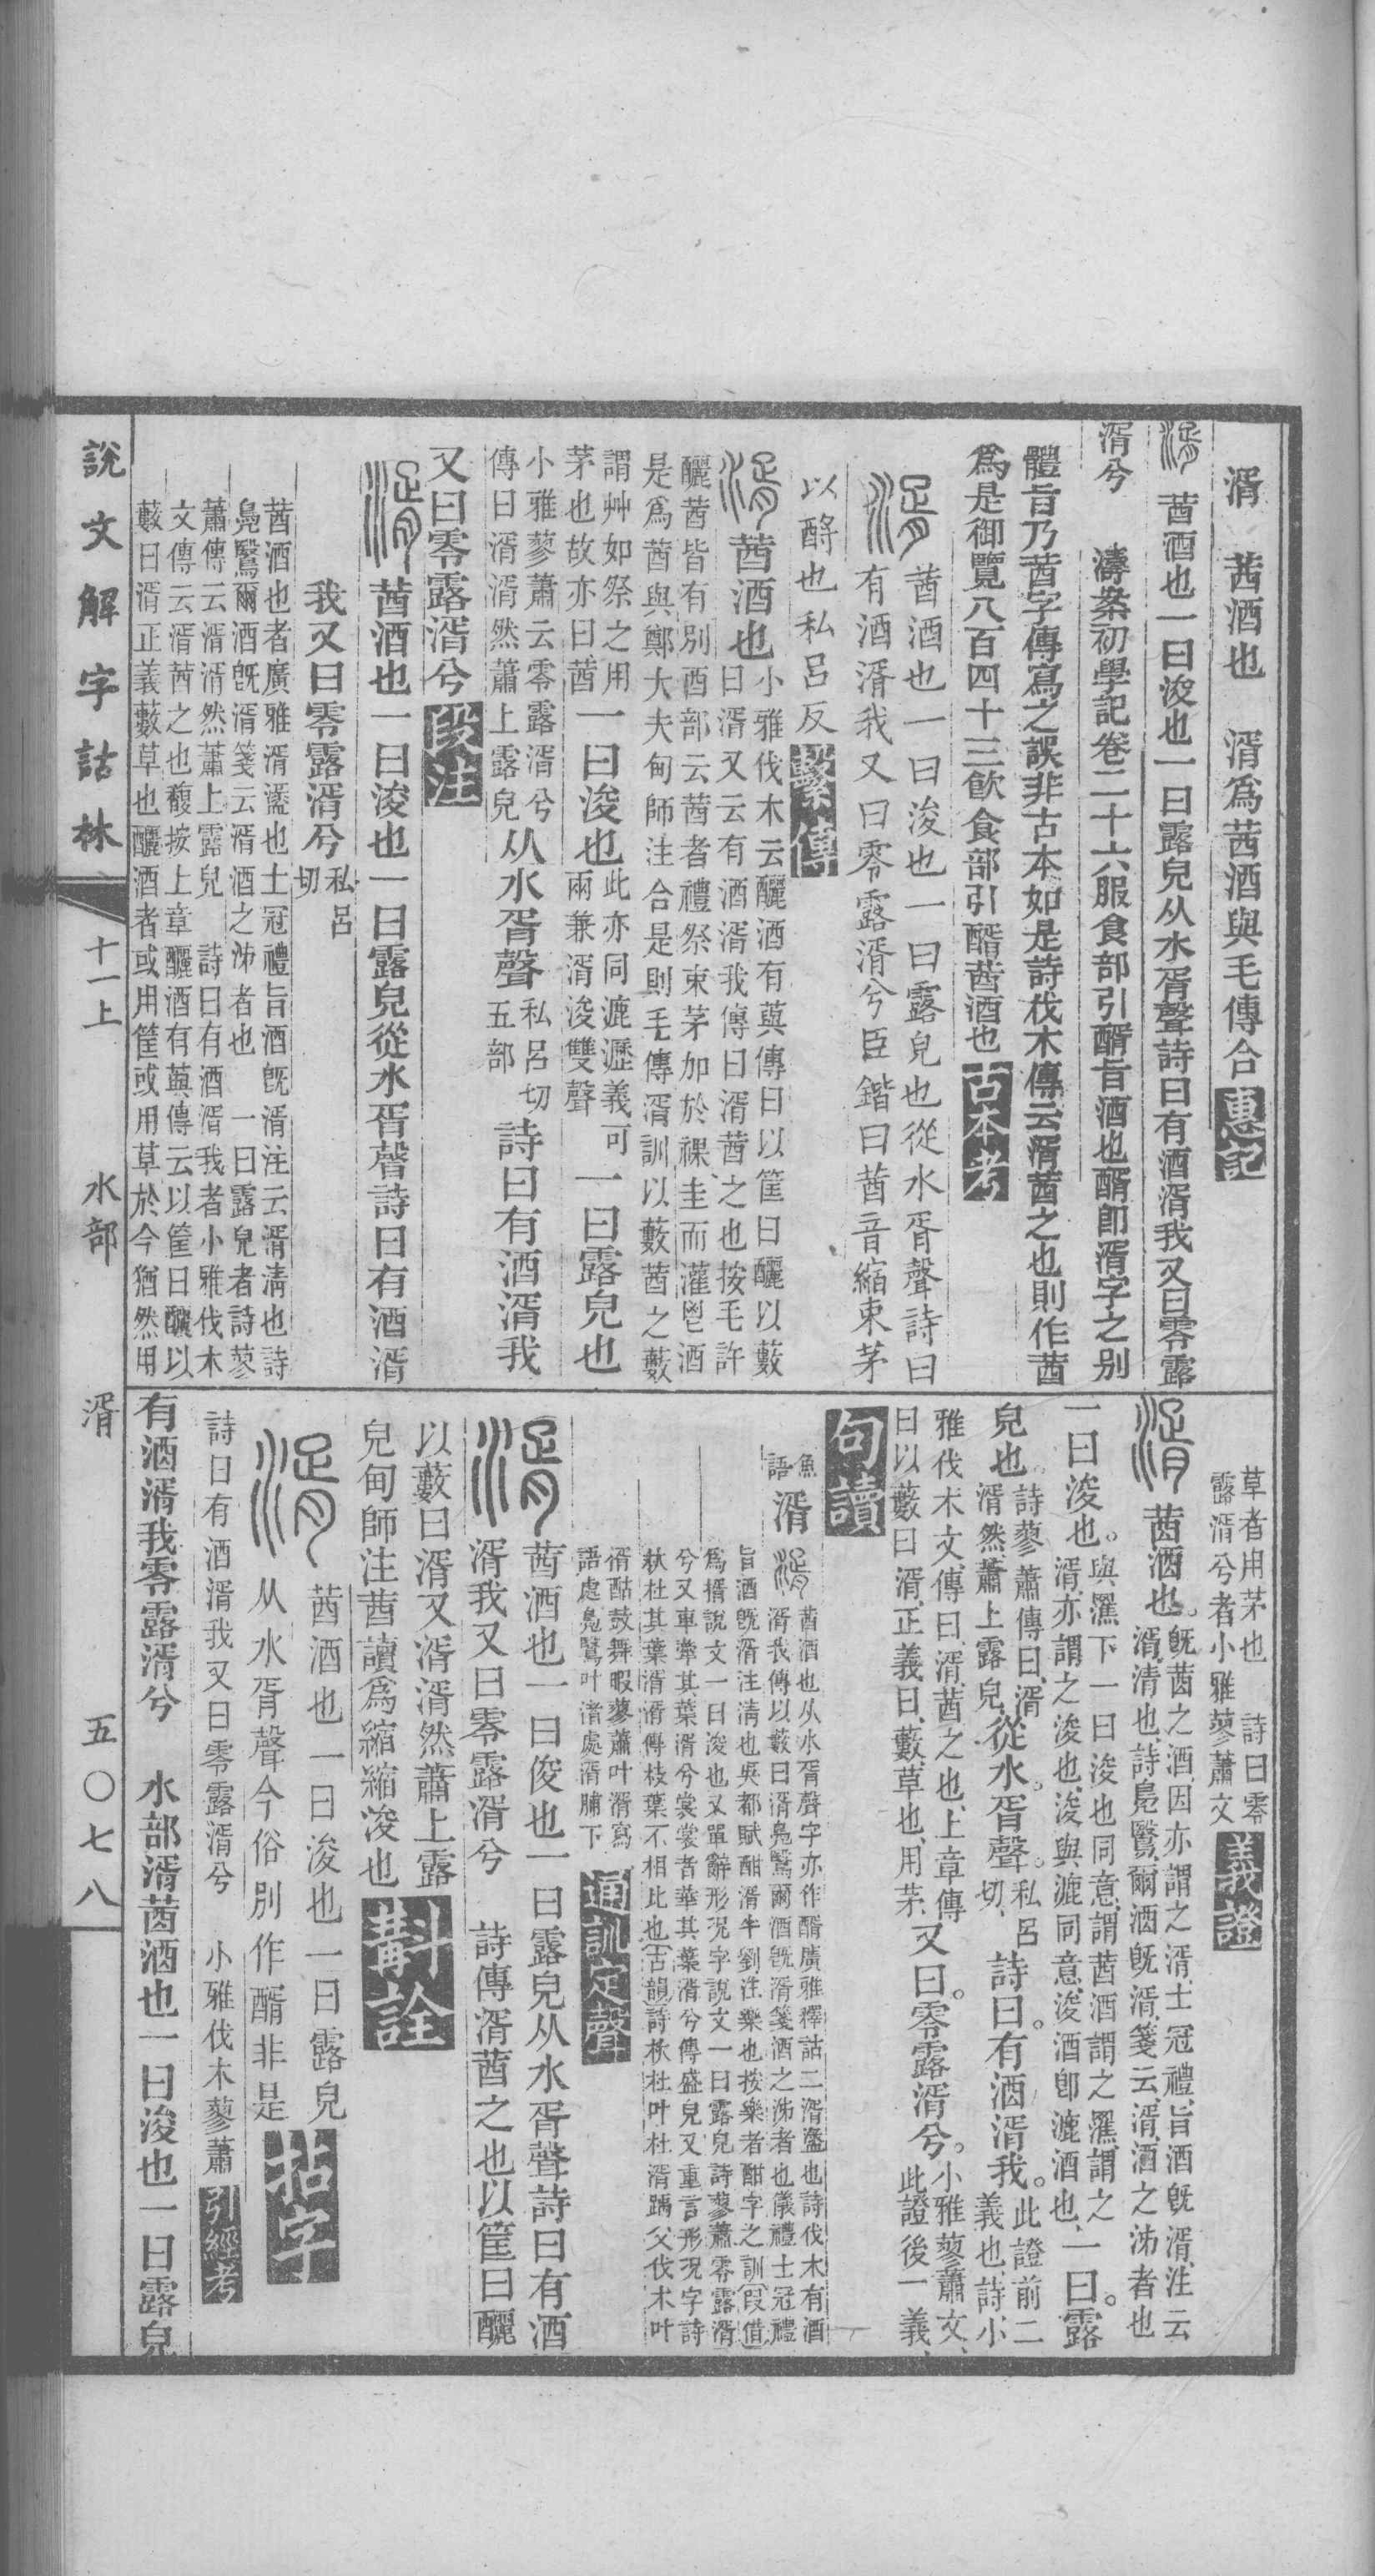 湑　茜酒也　湑爲茜酒與毛傳合惠記
湑　莤酒也一曰浚也一曰露皃从水胥聲詩曰有酒湑我又曰零露
湑兮　濤案初學記卷二十六服食部引醑旨酒也醑卽湑字之别
體旨乃莤字傳寫之誤非古本如是詩伐木傳云湑茜之也則作莤
爲是御覽八百四十三飮食部引醑莤酒也古本考
湑　莤酒也一曰浚也一曰露皃也從水胥聲詩曰
有酒湑我又曰零露湑兮臣鍇曰莤音縮束茅
以酹也私呂反繫傳
湑　莤酒也
小雅伐木云釃酒有藇傳曰以筐曰釃以藪
曰湑又云有酒湑我傳曰湑莤之也按毛許
釃莤皆有別酉部云莤者禮祭束茅加於祼圭而灌鬯酒
是爲莤與鄭大夫甸師注合是則毛傳湑訓以藪莤之藪
謂艸如祭之用
茅也故亦曰莤
一曰浚也
此亦同漉瀝義可
兩兼湑浚雙聲
一曰露皃也
小雅蓼蕭云零露湑兮
傳曰湑湑然蕭上露皃
从水胥聲
私呂切
五部
詩曰有酒湑我
又曰零露湑兮段注
湑　莤酒也一曰浚也一曰露皃從水胥聲詩曰有酒湑
我又曰零露湑兮
私呂
切
莤酒也者廣雅湑盪也士冠禮旨酒旣湑注云湑淸也詩
鳧鷖爾酒旣湑箋云湑酒之泲者也　一曰露皃者詩蓼
蕭傳云湑湑然蕭上露皃　詩曰有酒湑我者小雅伐木
文傳云湑莤之也馥按上章釃酒有藇傳云以筐曰釃以
藪曰湑正義藪草也釃酒者或用筐或用草於今猶然用
草者用茅也　詩曰零
露湑兮者小雅蓼蕭文
義證
湑　茜酒也。
旣茜之酒、因亦謂之湑、士冠禮、旨酒旣湑、注云
湑、淸也、詩鳧鷖、爾酒旣湑、箋云、湑、酒之泲者也
一曰浚也。
與灑下一曰浚也同意、謂莤酒謂之灑、謂之
湑、亦謂之浚也、浚與漉同意、浚酒卽漉酒也、
一曰。露
皃也。
詩蓼蕭傳曰、湑
湑然、蕭上露皃、
從水。胥聲。
私呂
切、
詩曰。有酒湑我。
此證前二
義也、詩小
雅伐木文、傳曰、湑、莤之也、上章傳
曰、以藪曰湑、正義曰、藪、草也、用茅、
又曰。零露湑兮。
小雅蓼蕭文、
此證後一義、
句讀
魚
語
湑
湑　莤酒也从水胥聲字亦作醑廣雅釋詁二湑盪也詩伐木有酒
湑我傳以藪曰湑鳧鷖爾酒旣湑箋酒之泲者也儀禮士冠禮
旨酒旣湑注淸也吳都賦酣湑半劉注樂也按樂者酣字之訓叚借
爲揟說文一曰浚也又單辭形況字說文一曰露皃詩蓼蕭零露湑
兮又車舝其葉湑兮裳裳者華其葉湑兮傳盛皃又重言形況字詩
杕杜其葉湑湑傳枝葉不相比也古韻詩杕杜叶杜湑踽父伐木叶
湑酤鼓舞暇蓼蕭叶湑寫
語處鳧鷖叶渚處湑脯下
通訓定聲
湑　莤酒也一曰俊也一曰露皃从水胥聲詩曰有酒
湑我又曰零露湑兮　詩傳湑莤之也以筐曰釃
以藪曰湑又湑湑然蕭上露
皃甸師注莤讀爲縮縮浚也
斠詮
湑　莤酒也一曰浚也一曰露皃
从水胥聲今俗別作醑非是
拈字
詩曰有酒湑我又曰零露湑兮　小雅伐木蓼蕭引經考
有酒湑我零露湑兮　水部湑茜酒也一曰浚也一曰露皃
說文解字詁林　十一上　水部　湑　五〇七八